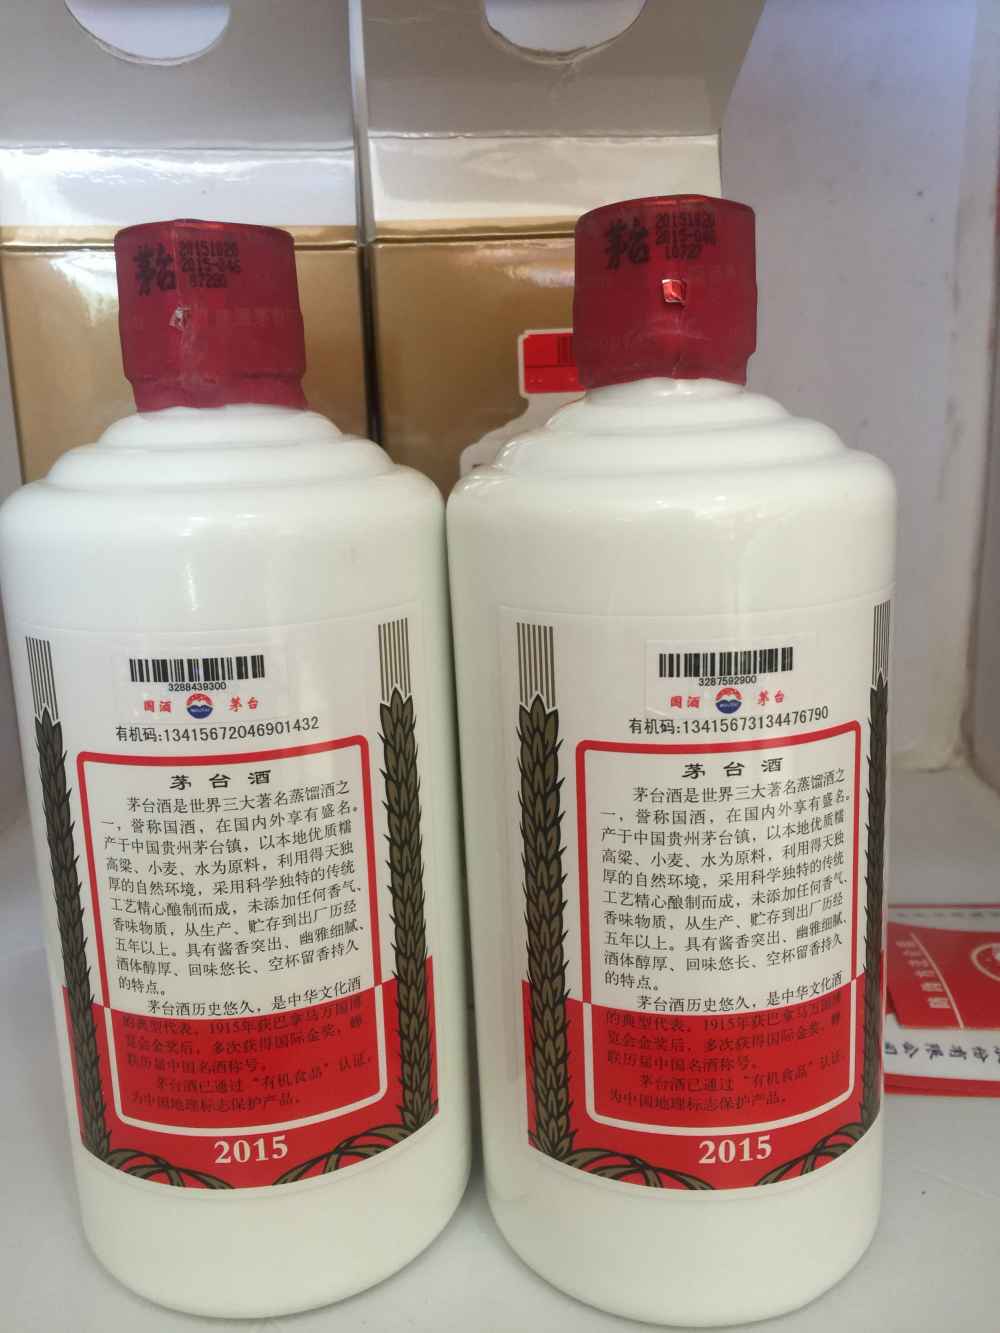 茅台
20151020
2015-046
07220
3288439300
国酒 茅台
有机码:13415672046901432
茅台酒
茅台酒是世界三大著名蒸馏酒之
一，誉称国酒，在国内外享有盛名。
产于中国贵州茅台镇，以本地优质糯
高粱、小麦、水为原料，利用得天独
厚的自然环境，采用科学独特的传统
工艺精心酿制而成，未添加任何香气、
香味物质，从生产、贮存到出厂历经
五年以上。具有酱香突出、幽雅细腻、
酒体醇厚、回味悠长、空杯留香持久
的特点。
茅台酒历史悠久，是中华文化酒
的典型代表，1915年获巴拿马万国博
览会金奖后，多次获得国际金奖，蝉
联历届中国名酒称号。
茅台酒已通过“有机食品”认证，
为中国地理标志保护产品。
2015
茅台
20151020
2015-046
10727
3287592900
国酒 茅台
有机码:13415673134476790
茅台酒
茅台酒是世界三大著名蒸馏酒之
一，誉称国酒，在国内外享有盛名。
产于中国贵州茅台镇，以本地优质糯
高粱、小麦、水为原料，利用得天独
厚的自然环境，采用科学独特的传统
工艺精心酿制而成，未添加任何香气、
香味物质，从生产、贮存到出厂历经
五年以上。具有酱香突出、幽雅细腻、
酒体醇厚、回味悠长、空杯留香持久
的特点。
茅台酒历史悠久，是中华文化酒
的典型代表，1915年获巴拿马万国博
览会金奖后，多次获得国际金奖，蝉
联历届中国名酒称号。
茅台酒已通过“有机食品”认证，
为中国地理标志保护产品。
2015
份有限公司